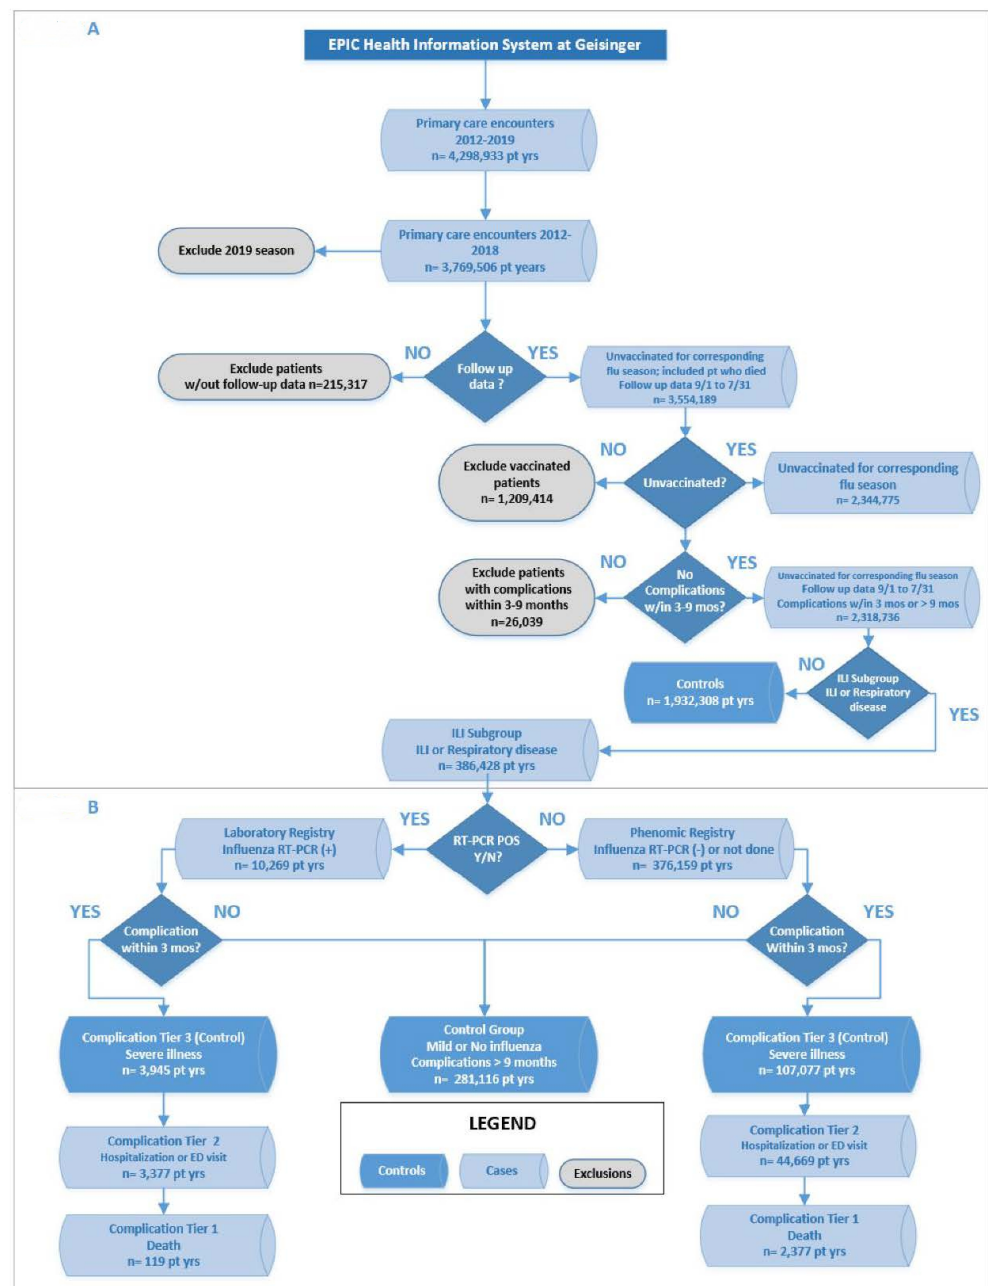 A
EPIC Health Information System at Geisinger
Primary care encounters
2012-2019
n= 4,298,933 pt yrs
Exclude 2019 season
Primary care encounters 2012-
2018
n= 3,769,506 pt years
NO
YES
Exclude patients
w/out follow-up data n=215,317
Follow up
data ?
Unvaccinated for corresponding
flu season; included pt who died
Follow up data 9/1 to 7/31
n= 3,554,189
NO
YES
Exclude vaccinated
patients
n= 1,209,414
Unvaccinated?
Unvaccinated for corresponding
flu season
n= 2,344,775
NO
YES
Exclude patients
with complications
within 3-9 months
n=26,039
No
Complications
w/in 3-9 mos?
Unvaccinated for corresponding flu season
Follow up data 9/1 to 7/31
Complications w/in 3 mos or > 9 mos
n= 2,318,736
NO
Controls
n= 1,932,308 pt yrs
ILI Subgroup
ILI or Respiratory
disease
YES
ILI Subgroup
ILI or Respiratory disease
n= 386,428 pt yrs
B
YES
NO
Laboratory Registry
Influenza RT-PCR (+)
n= 10,269 pt yrs
RT-PCR POS
Y/N?
Phenomic Registry
Influenza RT-PCR (-) or not done
n= 376,159 pt yrs
YES
NO
NO
YES
Complication
within 3 mos?
Complication
Within 3 mos?
Complication Tier 3 (Control)
Severe illness
n= 3,945 pt yrs
Control Group
Mild or No influenza
Complications > 9 months
n= 281,116 pt yrs
Complication Tier 3 (Control)
Severe illness
n= 107,077 pt yrs
Complication Tier 2
Hospitalization or ED visit
n= 3,377 pt yrs
LEGEND
Controls
Cases
Exclusions
Complication Tier 2
Hospitalization or ED visit
n= 44,669 pt yrs
Complication Tier 1
Death
n= 119 pt yrs
Complication Tier 1
Death
n= 2,377 pt yrs